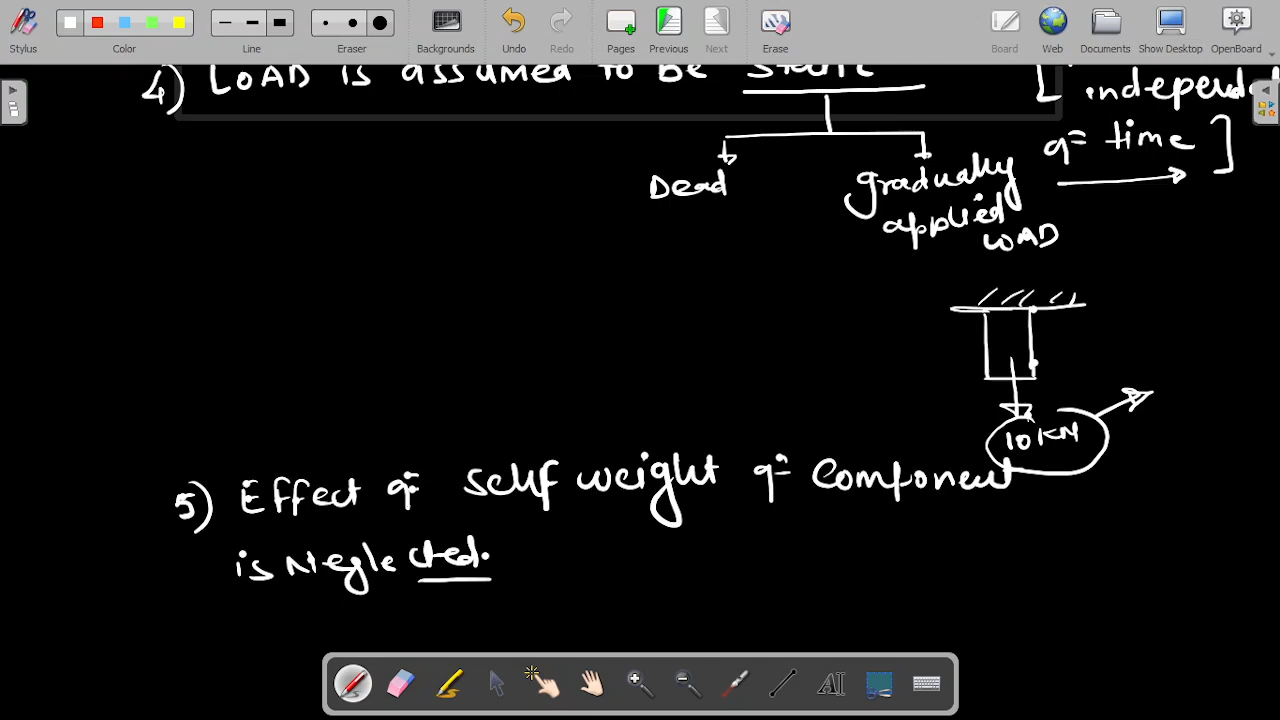 Stylus Color Line Eraser Backgrounds Undo Redo Pages Previous Next Erase Board Web Documents Show Desktop OpenBoard
4) LOAD is assumed to be static
independ
time ]
Dead
gradually
applied
LOAD
10 KN
5) Effect of self weight of component
is Neglected.
AI